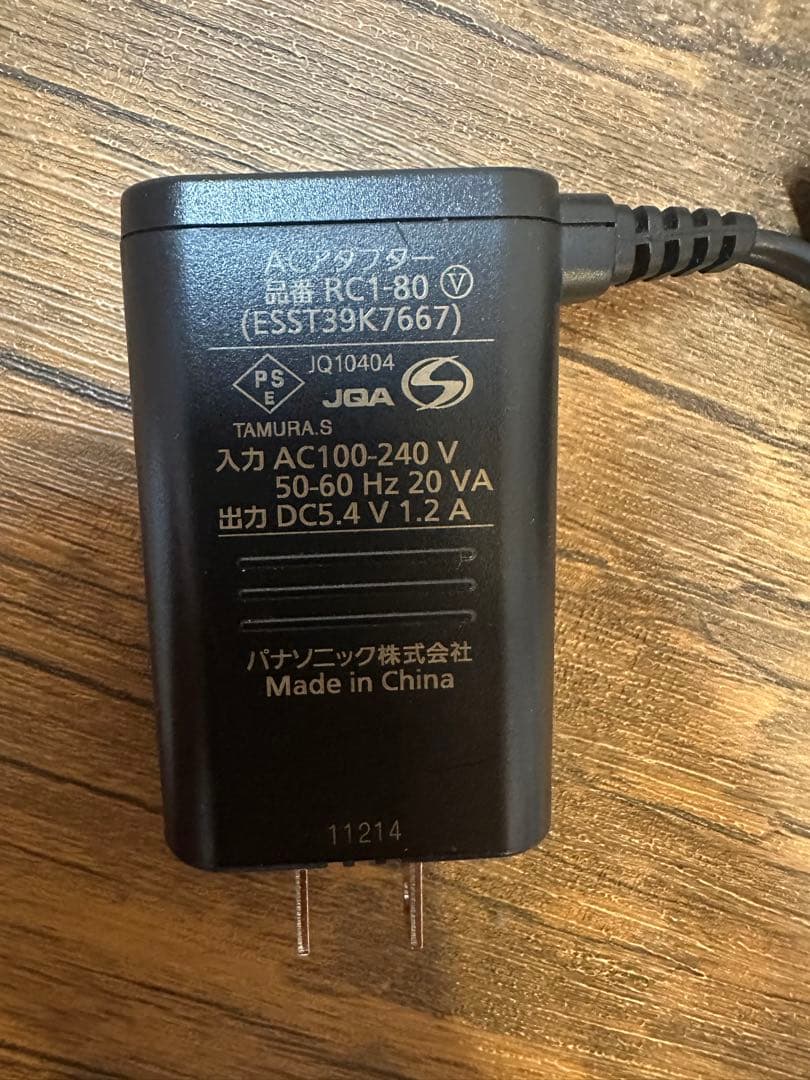 ACアダプター
品番 RC1-80 Ⓥ
(ESST39K7667)
PS
E
JQ10404
JQA
TAMURA.S
入力 AC100-240 V
50-60 Hz 20 VA
出力 DC5.4 V 1.2 A
パナソニック株式会社
Made in China
11214